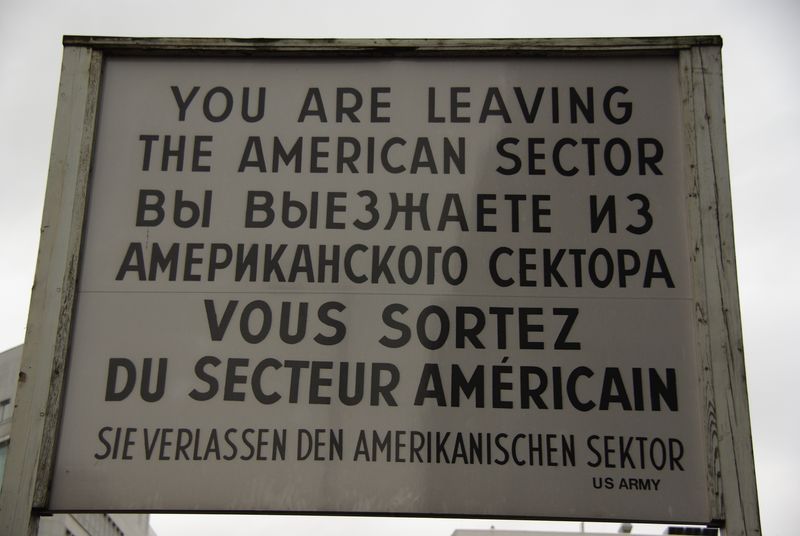 YOU ARE LEAVING
THE AMERICAN SECTOR
ВЫ ВЫЕЗЖАЕТЕ ИЗ
АМЕРИКАНСКОГО СЕКТОРА
VOUS SORTEZ
DU SECTEUR AMÉRICAIN
SIE VERLASSEN DEN AMERIKANISCHEN SEKTOR
US ARMY